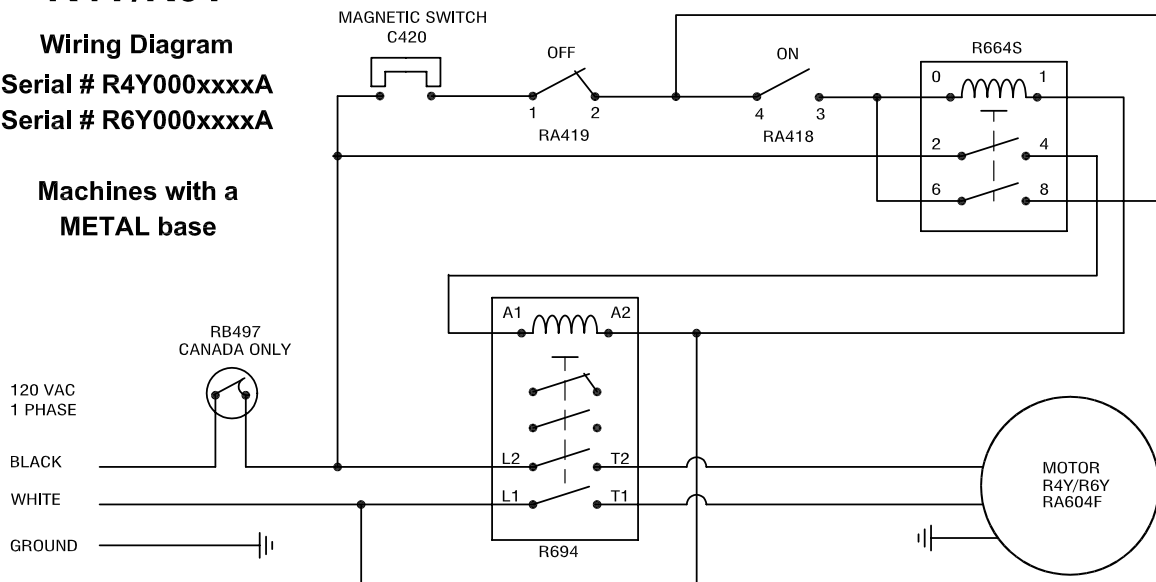 Wiring Diagram
Serial # R4Y000xxxxA
Serial # R6Y000xxxxA
Machines with a
METAL base
MAGNETIC SWITCH
C420
OFF
1 2
RA419
ON
4 3
RA418
R664S
0 1
2 4
6 8
RB497
CANADA ONLY
120 VAC
1 PHASE
BLACK
WHITE
GROUND
A1 A2
L2 T2
L1 T1
R694
MOTOR
R4Y/R6Y
RA604F